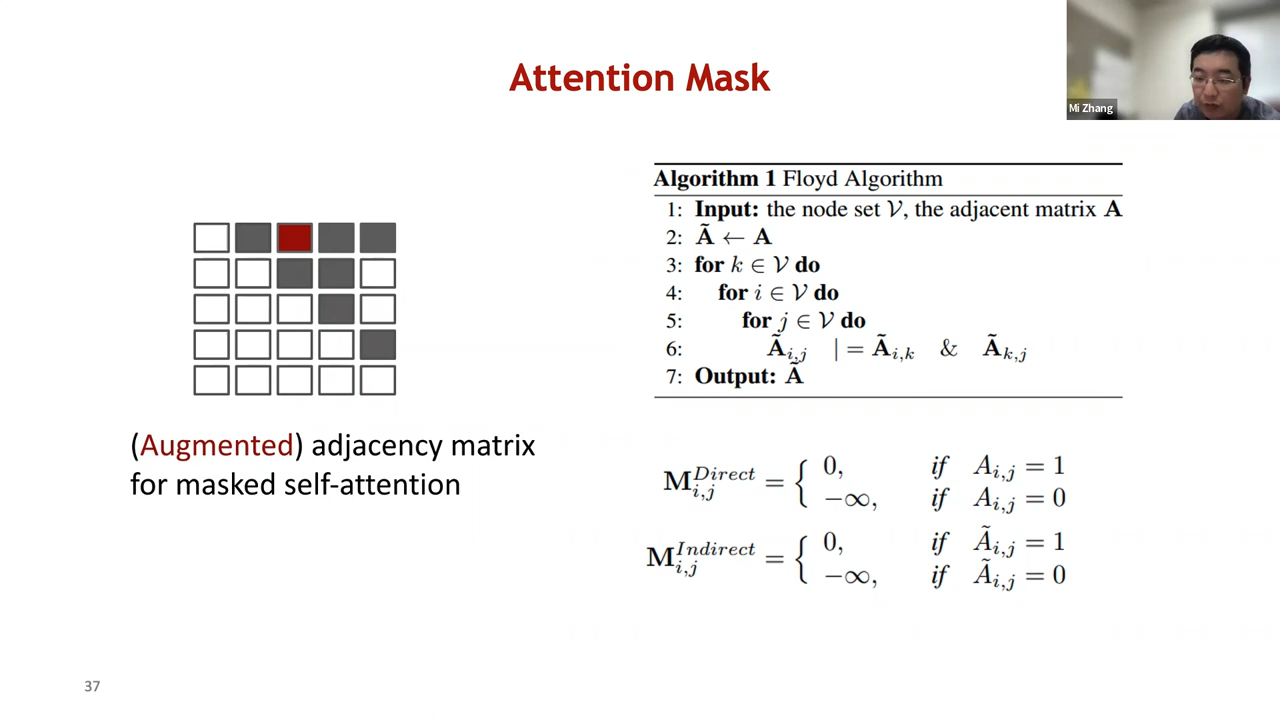 Attention Mask
Mi Zhang
(Augmented) adjacency matrix
for masked self-attention
Algorithm 1 Floyd Algorithm
1: Input: the node set 𝒱, the adjacent matrix A
2: Ã ← A
3: for k ∈ 𝒱 do
4: for i ∈ 𝒱 do
5: for j ∈ 𝒱 do
6: Ã_{i,j} | = Ã_{i,k} & Ã_{k,j}
7: Output: Ã
M^{Direct}_{i,j} = { 0, if A_{i,j} = 1
−∞, if A_{i,j} = 0
M^{Indirect}_{i,j} = { 0, if Ã_{i,j} = 1
−∞, if Ã_{i,j} = 0
37